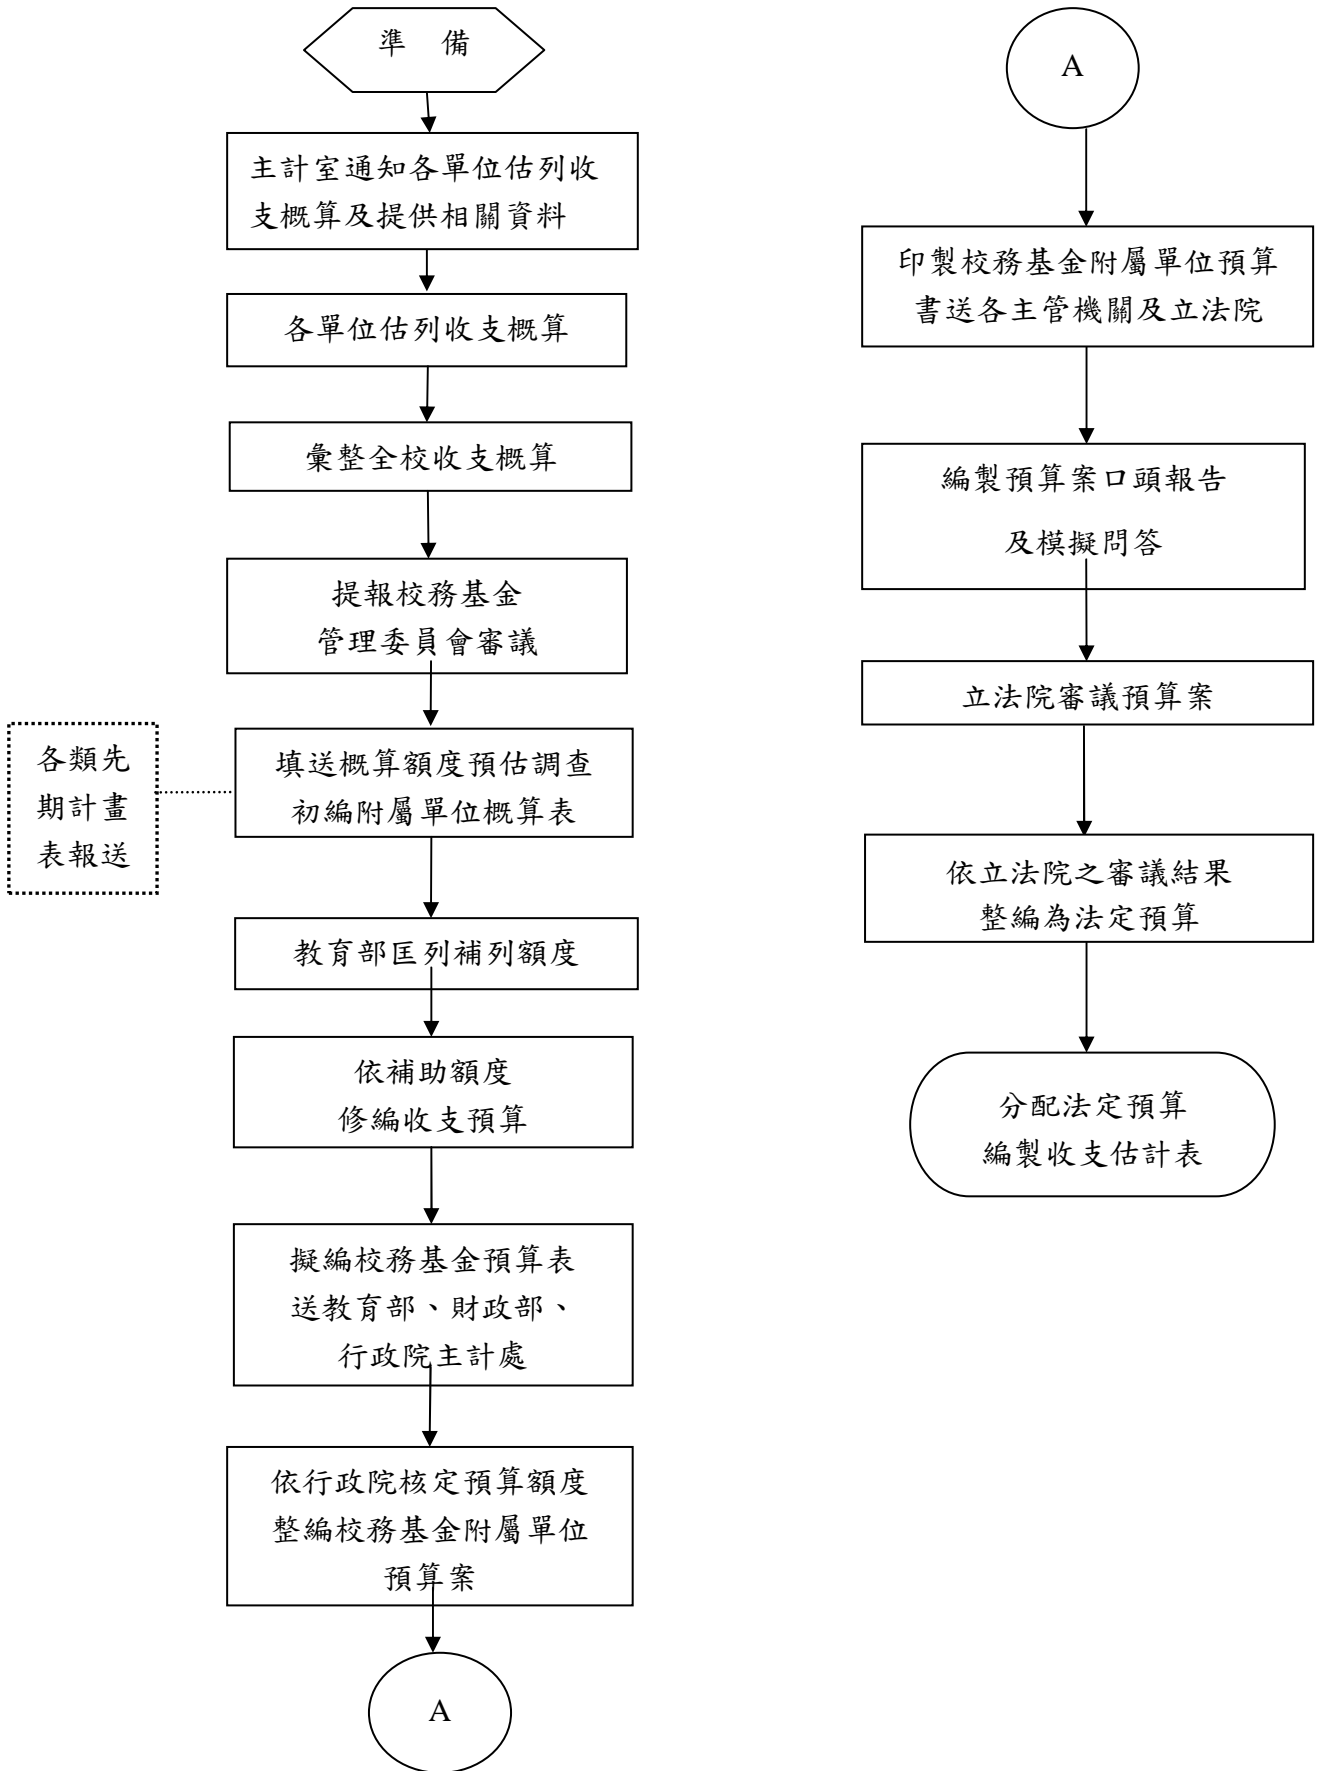 準 備
主計室通知各單位估列收
支概算及提供相關資料
各單位估列收支概算
彙整全校收支概算
提報校務基金
管理委員會審議
各類先
期計畫
表報送
填送概算額度預估調查
初編附屬單位概算表
教育部匡列補列額度
依補助額度
修編收支預算
擬編校務基金預算表
送教育部、財政部、
行政院主計處
依行政院核定預算額度
整編校務基金附屬單位
預算案
A
A
印製校務基金附屬單位預算
書送各主管機關及立法院
編製預算案口頭報告
及模擬問答
立法院審議預算案
依立法院之審議結果
整編為法定預算
分配法定預算
編製收支估計表